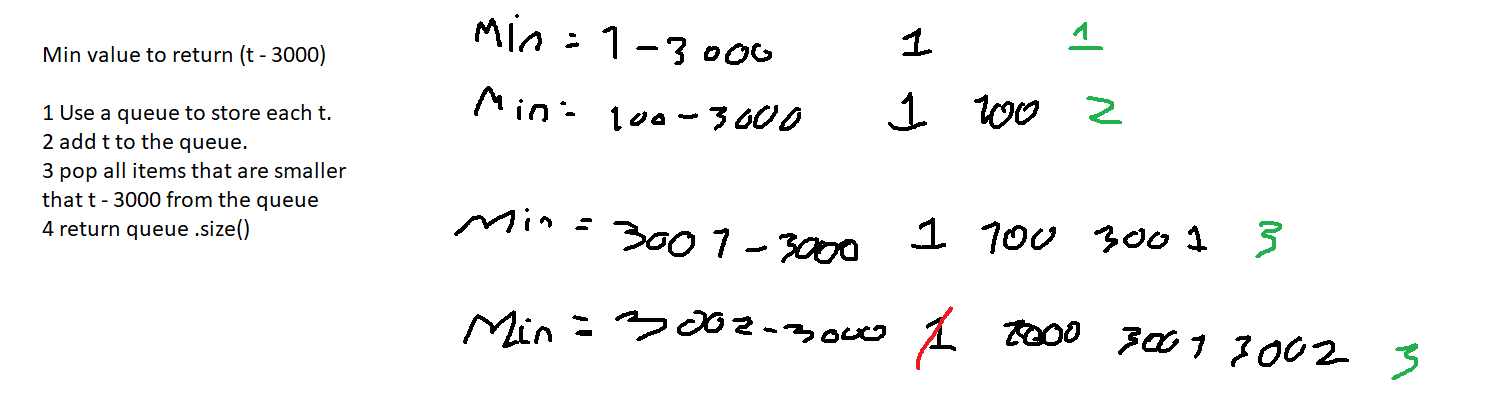 Min value to return (t - 3000)
1 Use a queue to store each t.
2 add t to the queue.
3 pop all items that are smaller
that t - 3000 from the queue
4 return queue .size()
Min = 1 - 3000 1 1
Min = 100 - 3000 1 100 2
Min = 3001 - 3000 1 100 3001 3
Min = 3002 - 3000 1 3001 3002 3